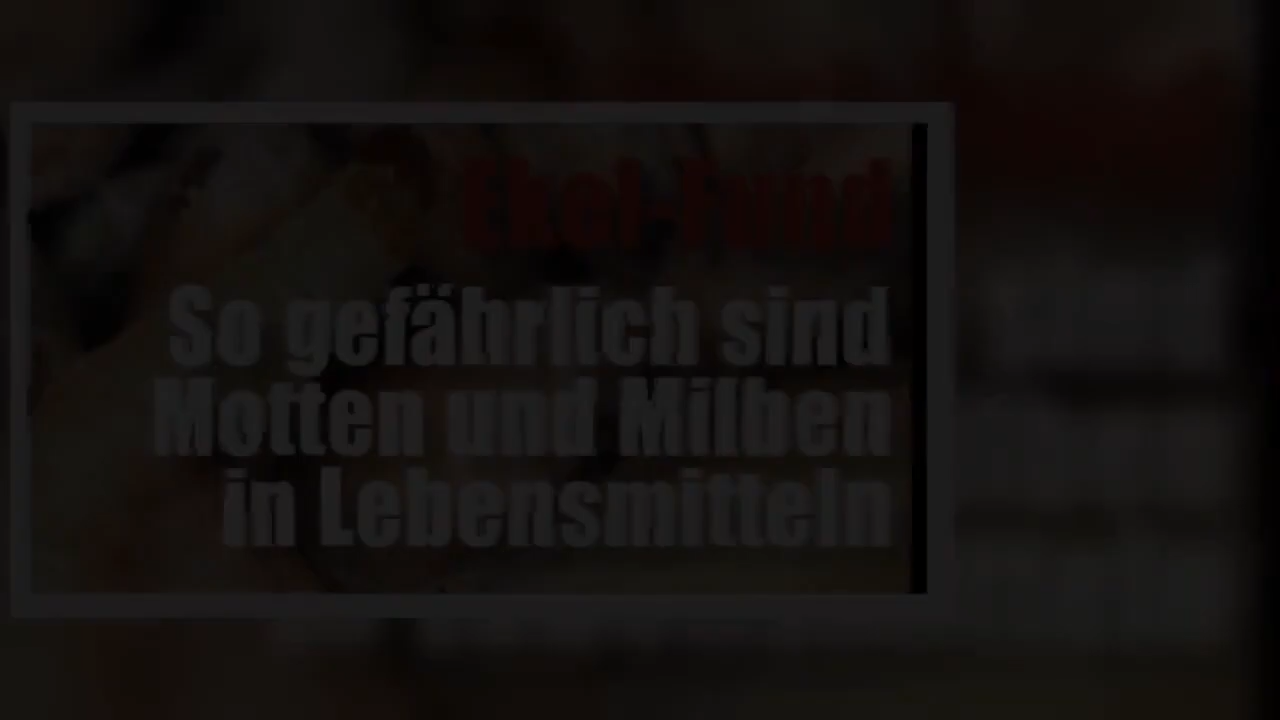 Ekel-Fund
So gefährlich sind
Motten und Milben
in Lebensmitteln